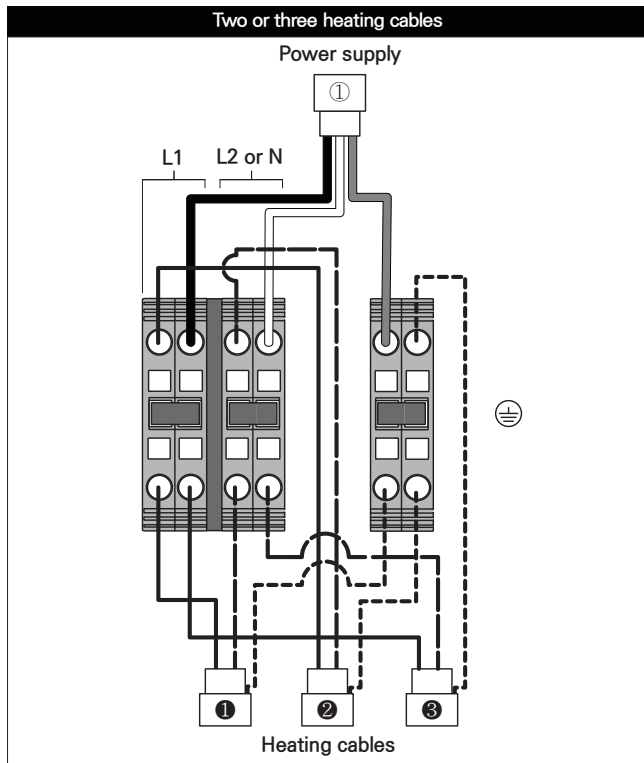 Two or three heating cables
Power supply
①
L1 L2 or N
❶ ❷ ❸
Heating cables